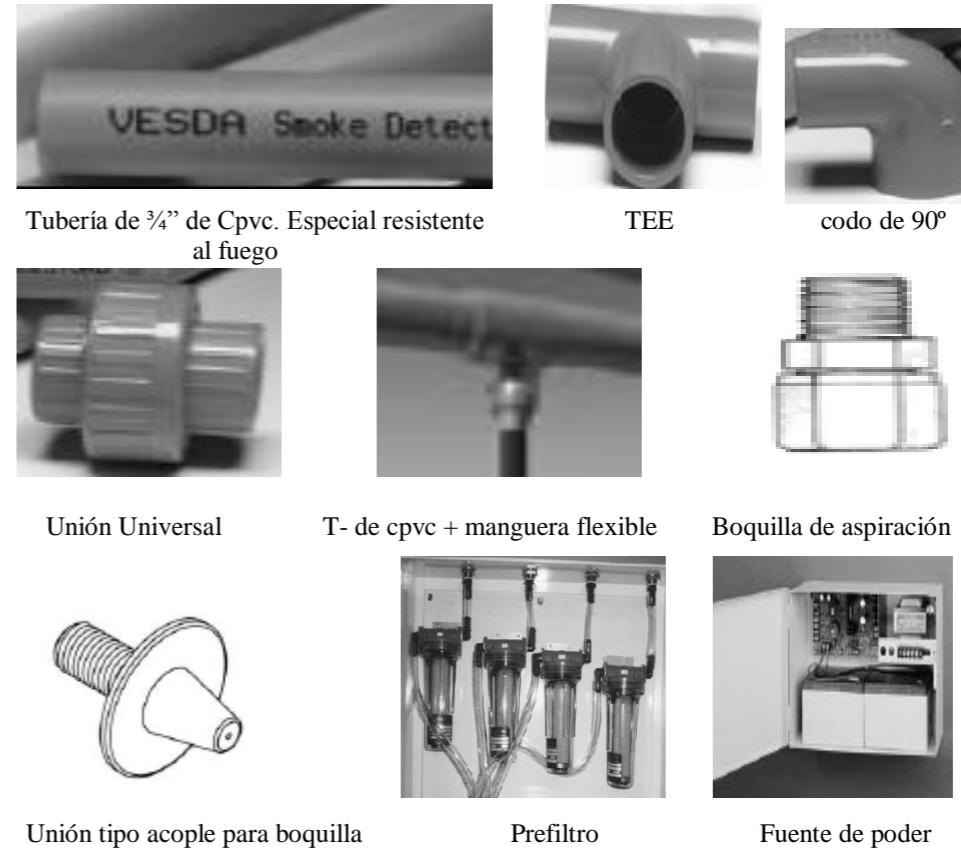 VESDA Smoke Detect
Tubería de ¾” de Cpvc. Especial resistente
al fuego
TEE
codo de 90º
Unión Universal
T- de cpvc + manguera flexible
Boquilla de aspiración
Unión tipo acople para boquilla
Prefiltro
Fuente de poder